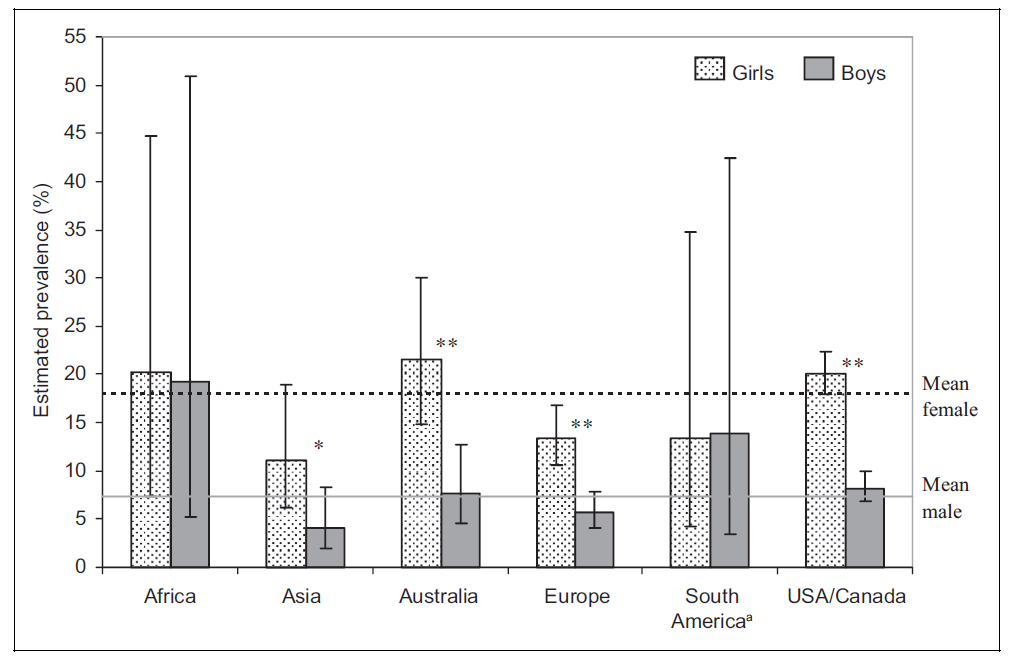 55
50
45
40
35
30
25
20
15
10
5
0
Estimated prevalence (%)
Girls
Boys
**
*
**
**
Mean
female
Mean
male
Africa
Asia
Australia
Europe
South
Americaª
USA/Canada